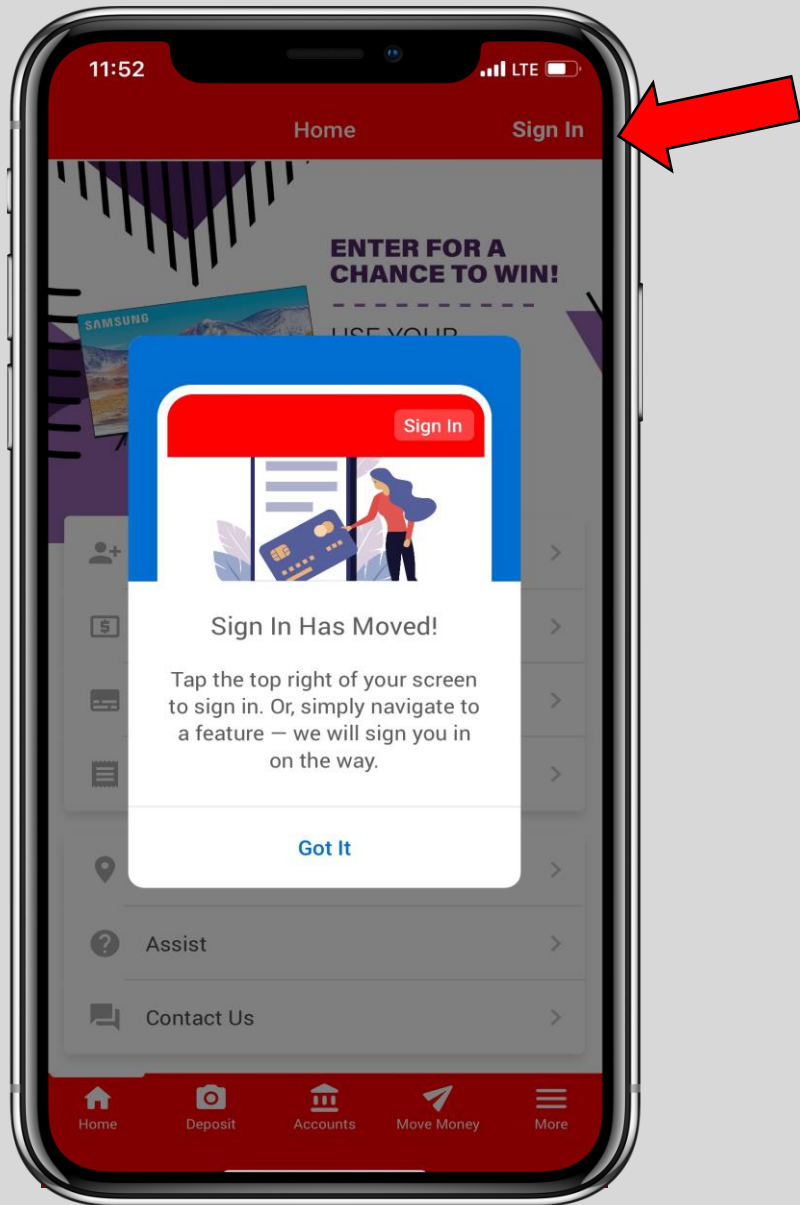 11:52
LTE
Home
Sign In
ENTER FOR A
CHANCE TO WIN!
SAMSUNG
USE YOUR
Sign In
Sign In Has Moved!
Tap the top right of your screen
to sign in. Or, simply navigate to
a feature — we will sign you in
on the way.
Got It
Assist
Contact Us
Home
Deposit
Accounts
Move Money
More